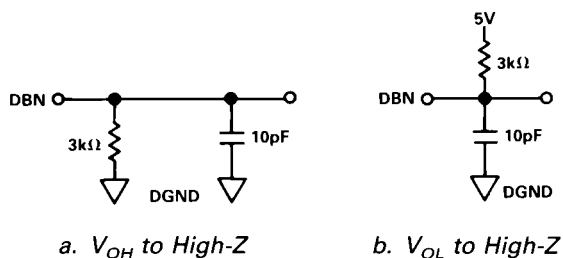 5V
3kΩ
DBN
DBN
3kΩ
10pF
10pF
DGND
DGND
a. VOH to High-Z
b. VOL to High-Z